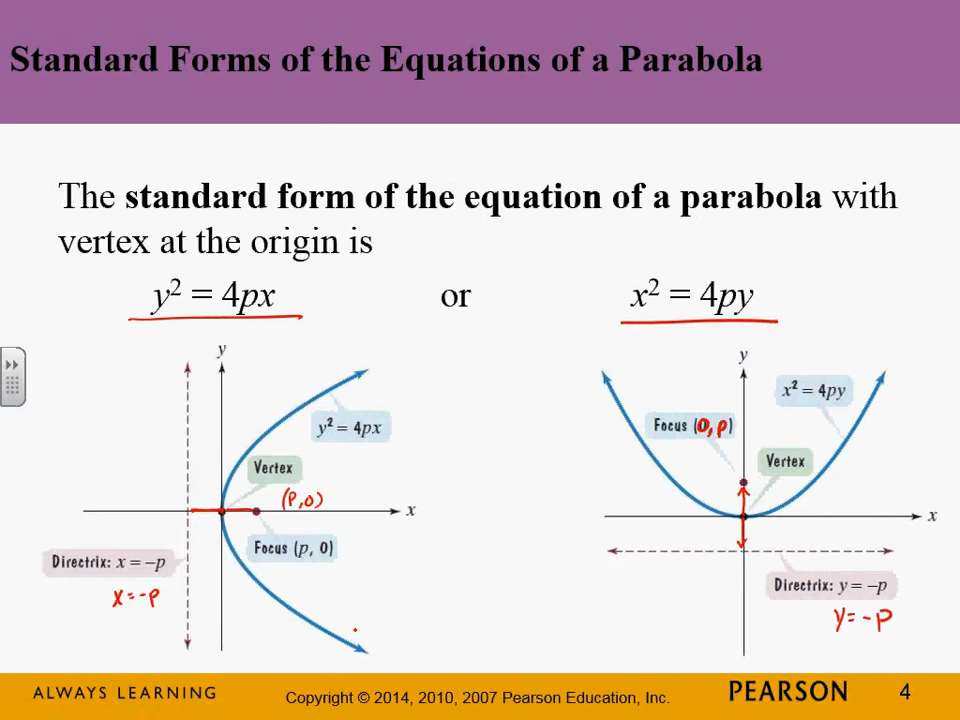 Standard Forms of the Equations of a Parabola
The standard form of the equation of a parabola with
vertex at the origin is
y² = 4px or x² = 4py
y
y² = 4px
Vertex
(P,0)
x
Focus (p, 0)
Directrix: x = –p
x = -p
y
x² = 4py
Focus (0,p)
Vertex
x
Directrix: y = –p
y = -p
ALWAYS LEARNING
Copyright © 2014, 2010, 2007 Pearson Education, Inc.
PEARSON
4